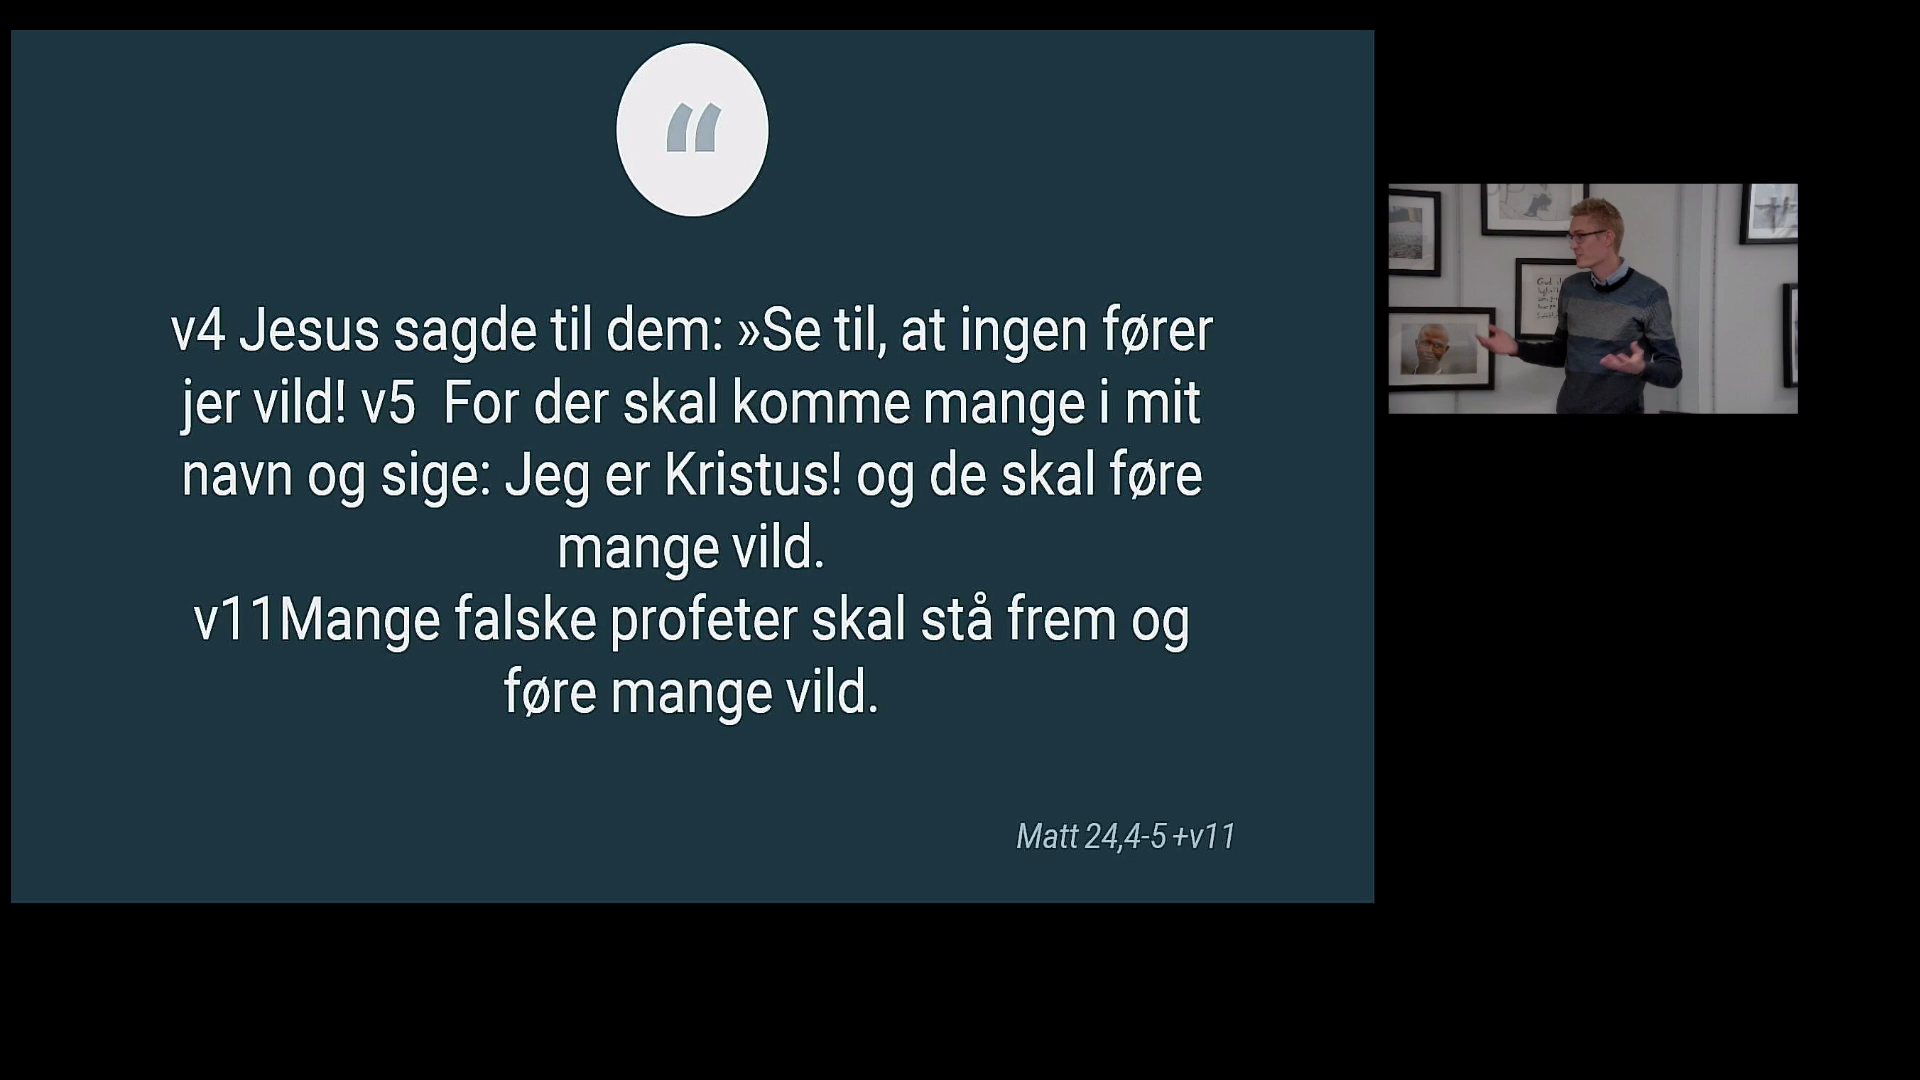 “
v4 Jesus sagde til dem: »Se til, at ingen fører
jer vild! v5  For der skal komme mange i mit
navn og sige: Jeg er Kristus! og de skal føre
mange vild.
v11Mange falske profeter skal stå frem og
føre mange vild.
Matt 24,4-5 +v11